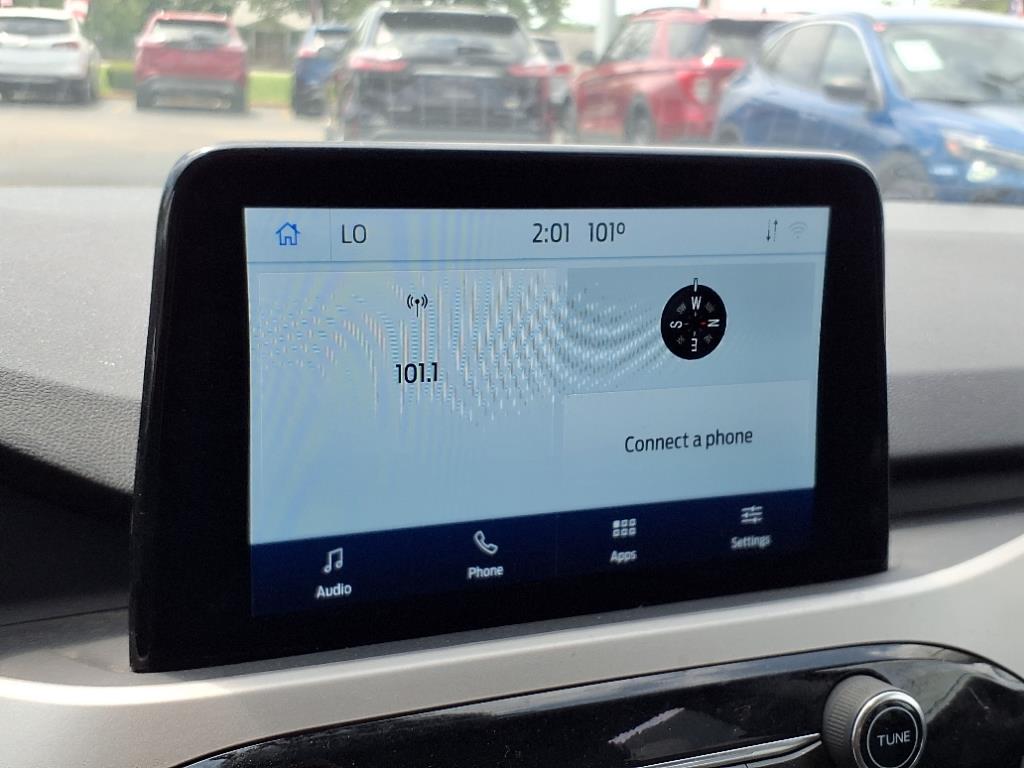 LO 2:01 101°
101.1
W
S N
E
Connect a phone
Audio Phone Apps Settings
TUNE